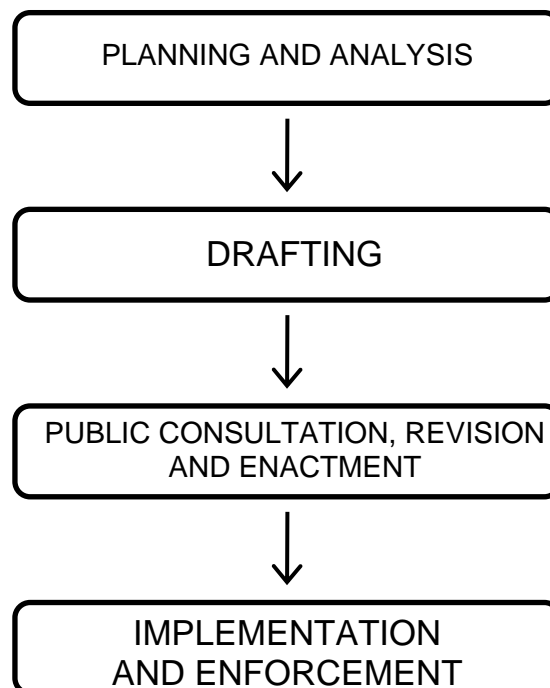 PLANNING AND ANALYSIS
DRAFTING
PUBLIC CONSULTATION, REVISION
AND ENACTMENT
IMPLEMENTATION
AND ENFORCEMENT